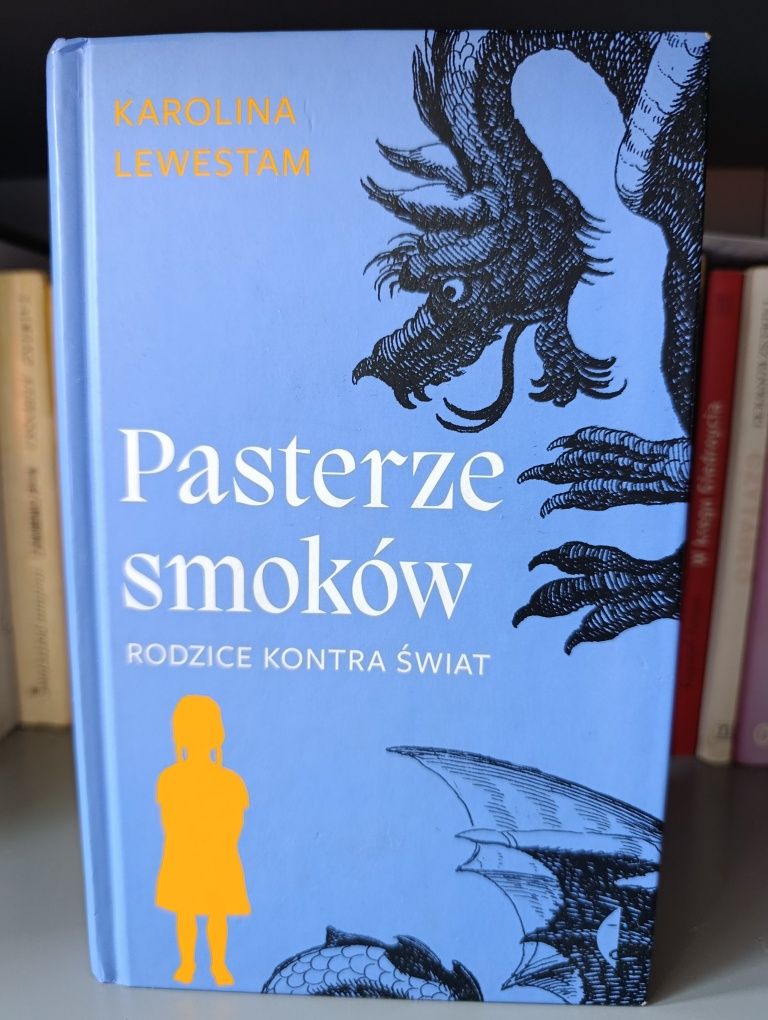 KAROLINA
LEWESTAM
Pasterze
smoków
RODZICE KONTRA ŚWIAT